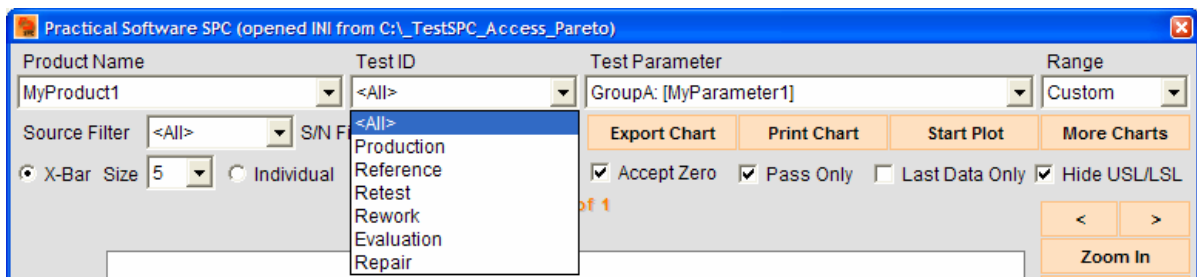 Practical Software SPC (opened INI from C:\_TestSPC_Access_Pareto)
Product Name Test ID Test Parameter Range
MyProduct1 <All> GroupA: [MyParameter1] Custom
Source Filter <All> S/N Fi <All> Export Chart Print Chart Start Plot More Charts
Production
X-Bar Size 5 Individual Reference Accept Zero Pass Only Last Data Only Hide USL/LSL
Retest
Rework of 1 < >
Evaluation
Repair Zoom In